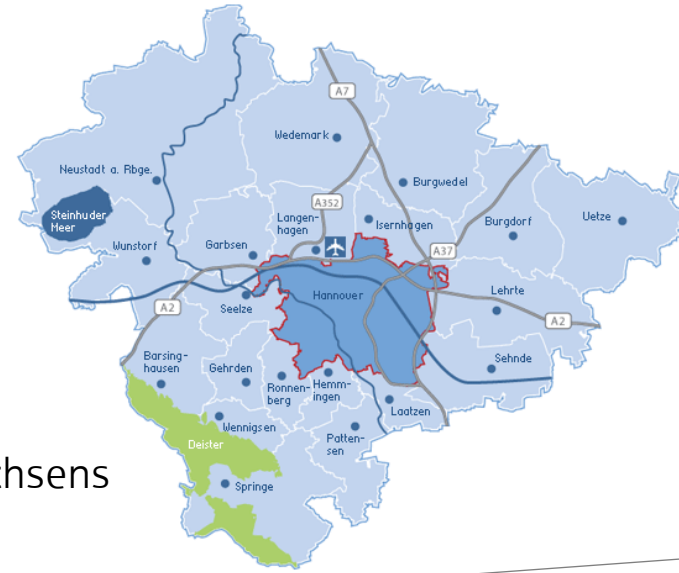 A7
Wedemark
Neustadt a. Rbge.
Burgwedel
Steinhuder
Meer
A352
Langen-
hagen
Isernhagen
Burgdorf
Uetze
Wunstorf
Garbsen
A37
Hannover
Lehrte
A2
Seelze
A2
Barsing-
hausen
Gehrden
Ronnen-
berg
Hemm-
ingen
Sehnde
Laatzen
Wennigsen
Patten-
sen
Deister
Springe